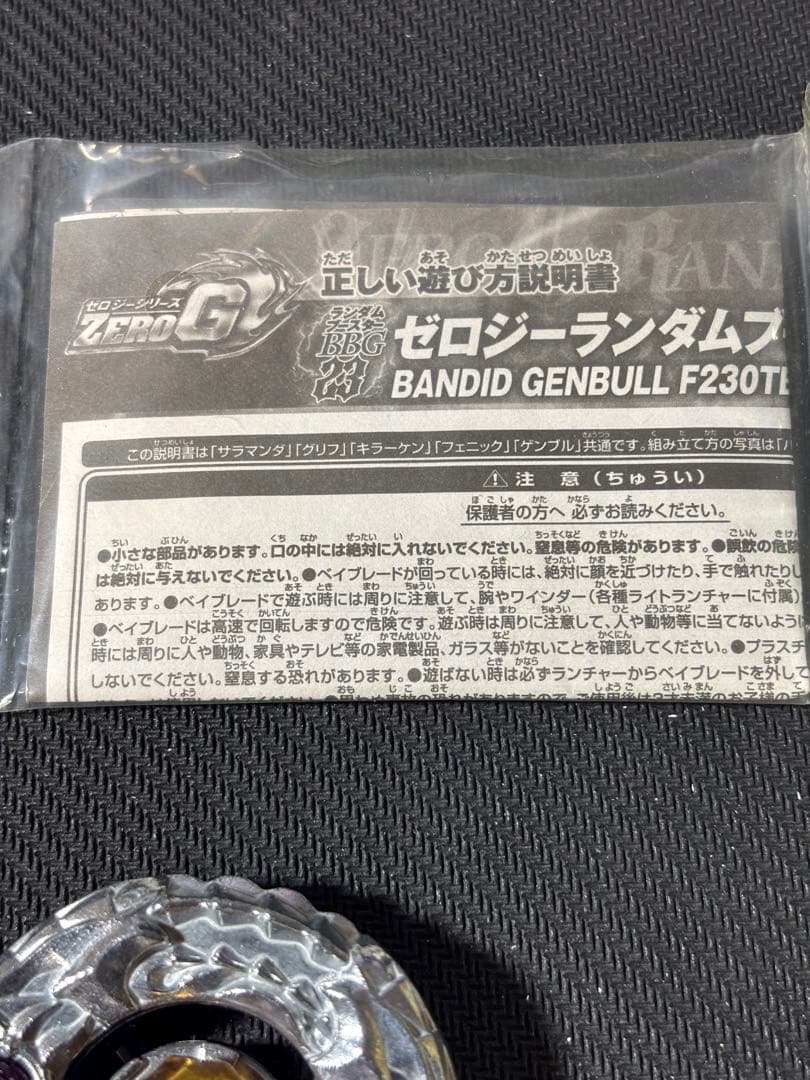 正しい遊び方説明書
ただ あそ かた せつ めい しょ
ゼロジーシリーズ
ZEROG
ランダム
ブースター
BBG
23
ゼロジーランダムブ
BANDID GENBULL F230TB
この説明書は「サラマンダ」「グリフ」「キラーケン」「フェニック」「ゲンブル」共通です。組み立て方の写真は「バ
⚠注 意(ちゅうい)
保護者の方へ 必ずお読みください。
●小さな部品があります。口の中には絶対に入れないでください。窒息等の危険があります。●誤飲の危険
は絶対に与えないでください。●ベイブレードが回っている時には、絶対に顔を近づけたり、手で触れたりし
あります。●ベイブレードで遊ぶ時には周りに注意して、腕やワインダー(各種ライトランチャーに付属)
●ベイブレードは高速で回転しますので危険です。遊ぶ時は周りに注意して、人や動物等に当てないように
時には周りに人や動物、家具やテレビ等の家電製品、ガラス等がないことを確認してください。●プラスチ
しないでください。窒息する恐れがあります。●遊ばない時は必ずランチャーからベイブレードを外して